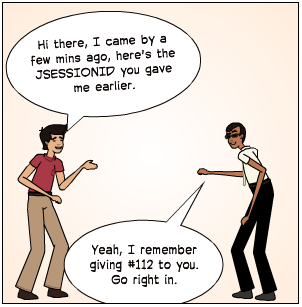 Hi there, I came by a
few mins ago, here's the
JSESSIONID you gave
me earlier.
Yeah, I remember
giving #112 to you.
Go right in.